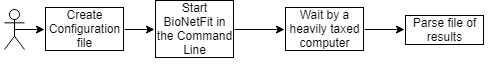 Create
Configuration
file
Start
BioNetFit in
the Command
Line
Wait by a
heavily taxed
computer
Parse file of
results